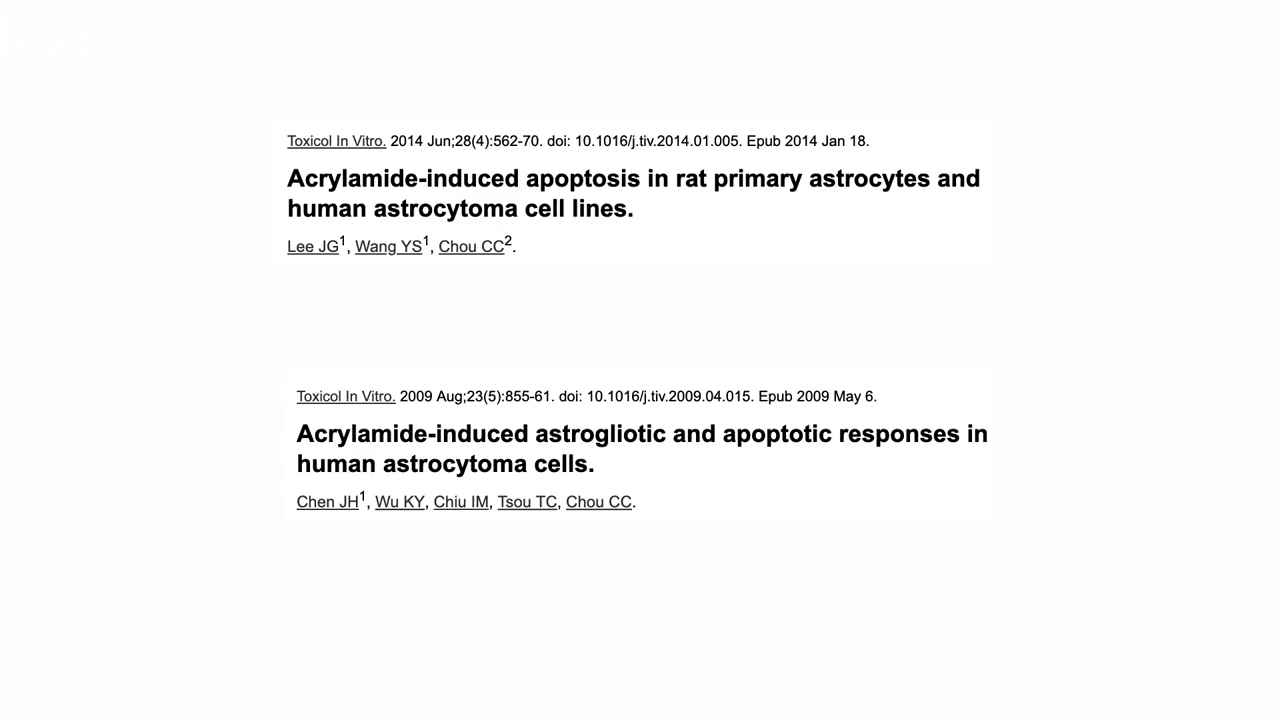 Text
Toxicol In Vitro. 2014 Jun;28(4):562-70. doi: 10.1016/j.tiv.2014.01.005. Epub 2014 Jan 18.
Acrylamide-induced apoptosis in rat primary astrocytes and
human astrocytoma cell lines.
Lee JG1, Wang YS1, Chou CC2.
Toxicol In Vitro. 2009 Aug;23(5):855-61. doi: 10.1016/j.tiv.2009.04.015. Epub 2009 May 6.
Acrylamide-induced astrogliotic and apoptotic responses in
human astrocytoma cells.
Chen JH1, Wu KY, Chiu IM, Tsou TC, Chou CC.